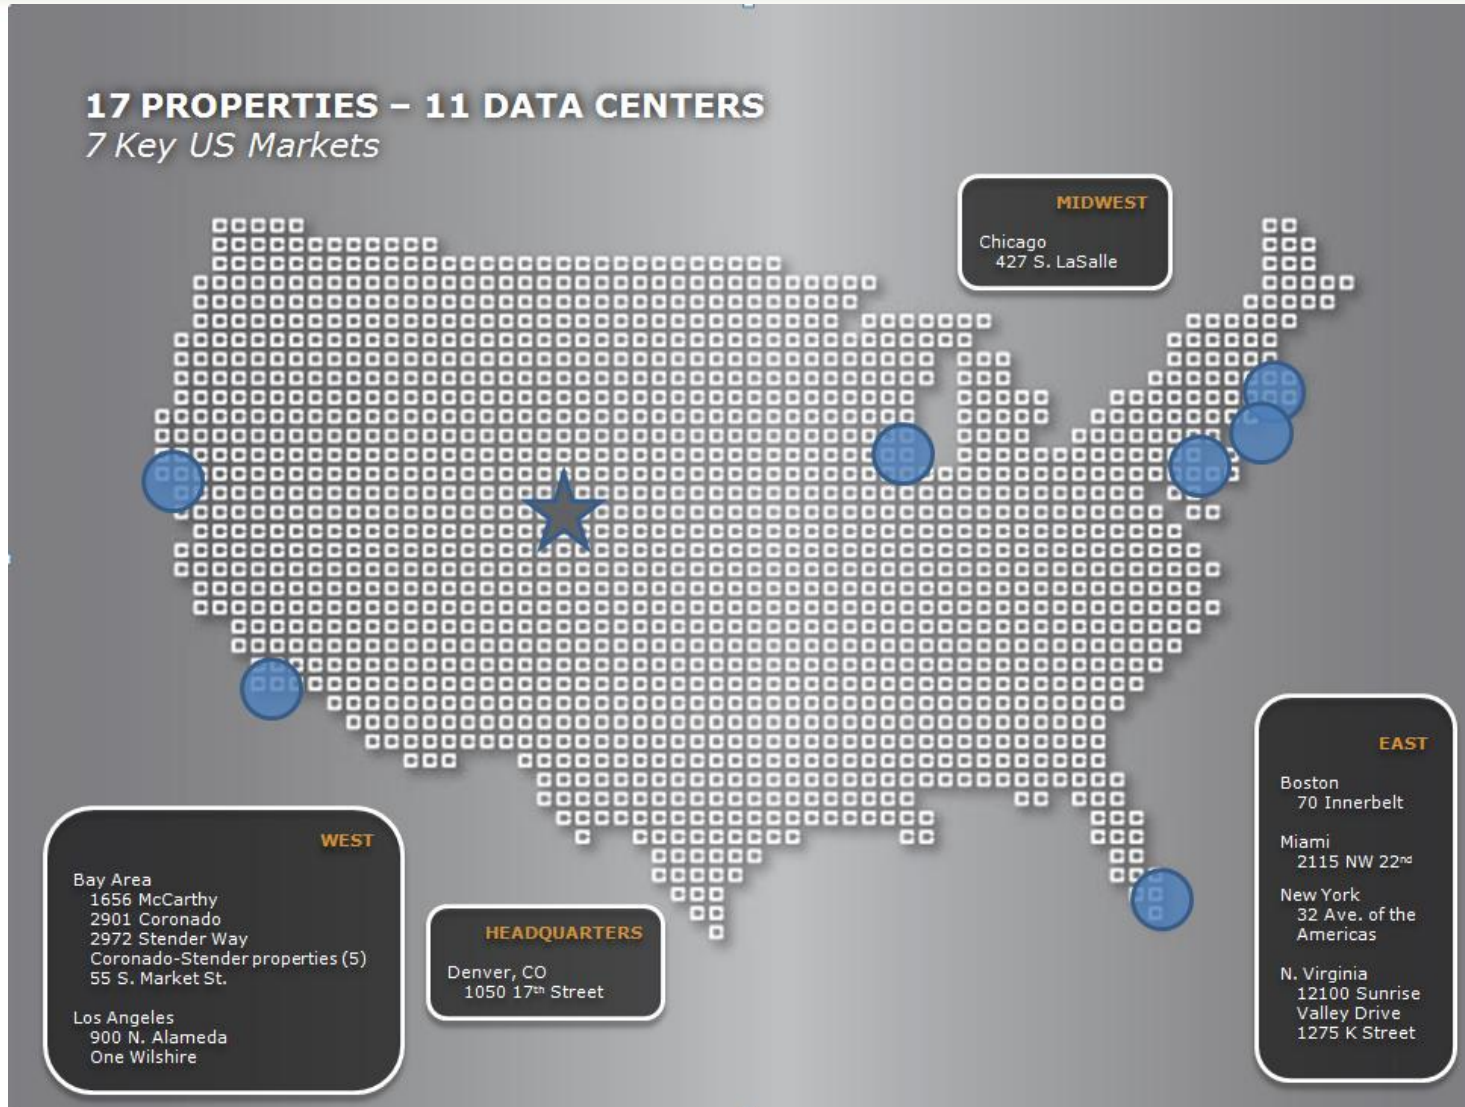 17 PROPERTIES – 11 DATA CENTERS
7 Key US Markets
MIDWEST
Chicago
427 S. LaSalle
WEST
Bay Area
1656 McCarthy
2901 Coronado
2972 Stender Way
Coronado-Stender properties (5)
55 S. Market St.
Los Angeles
900 N. Alameda
One Wilshire
HEADQUARTERS
Denver, CO
1050 17th Street
EAST
Boston
70 Innerbelt
Miami
2115 NW 22nd
New York
32 Ave. of the
Americas
N. Virginia
12100 Sunrise
Valley Drive
1275 K Street